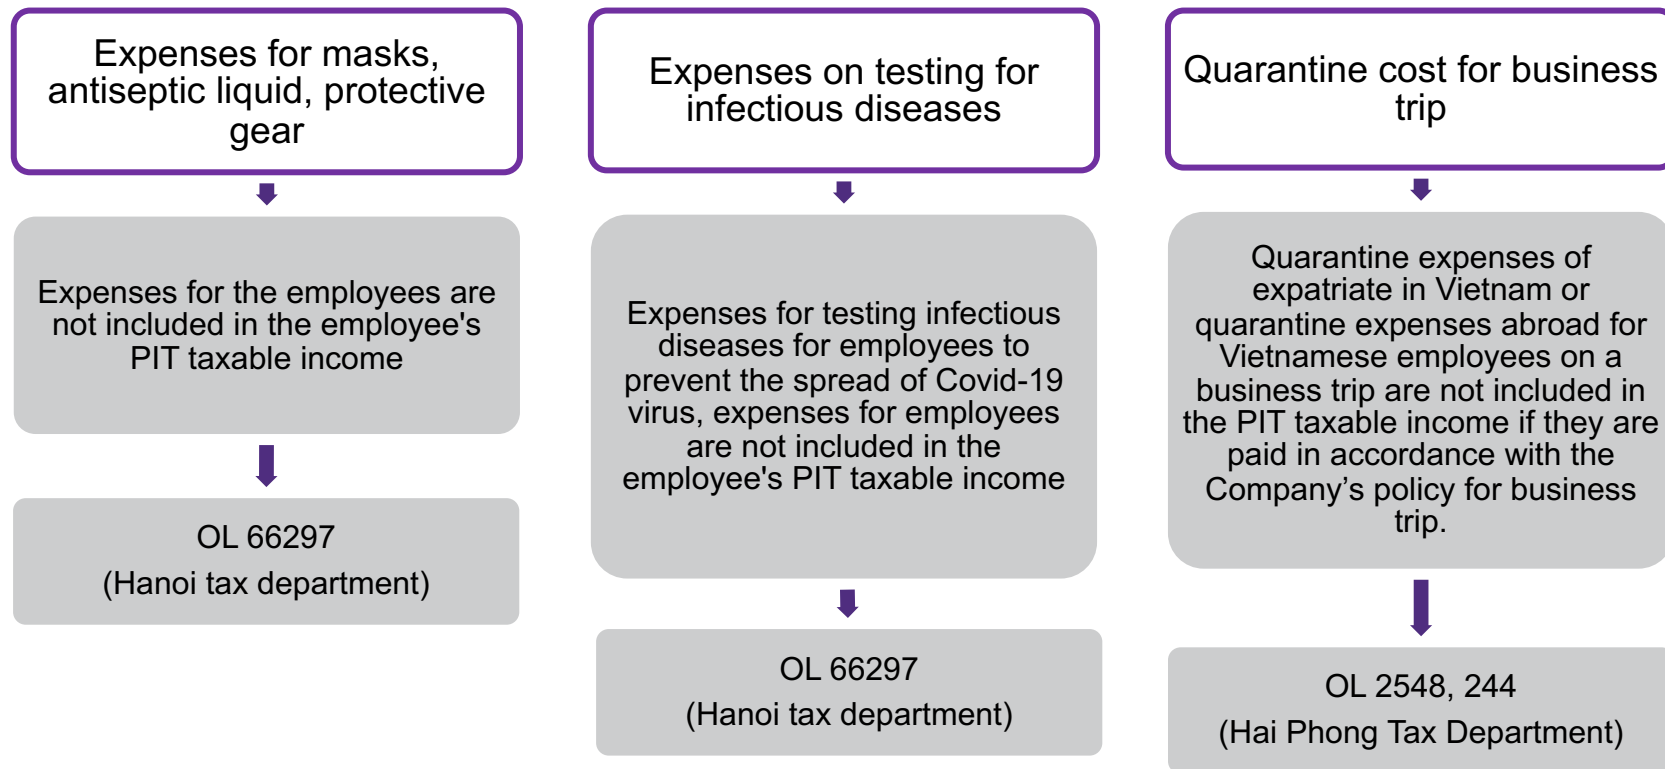 Expenses for masks,
antiseptic liquid, protective
gear
Expenses for the employees are
not included in the employee's
PIT taxable income
OL 66297
(Hanoi tax department)
Expenses on testing for
infectious diseases
Expenses for testing infectious
diseases for employees to
prevent the spread of Covid-19
virus, expenses for employees
are not included in the
employee's PIT taxable income
OL 66297
(Hanoi tax department)
Quarantine cost for business
trip
Quarantine expenses of
expatriate in Vietnam or
quarantine expenses abroad for
Vietnamese employees on a
business trip are not included in
the PIT taxable income if they are
paid in accordance with the
Company’s policy for business
trip.
OL 2548, 244
(Hai Phong Tax Department)